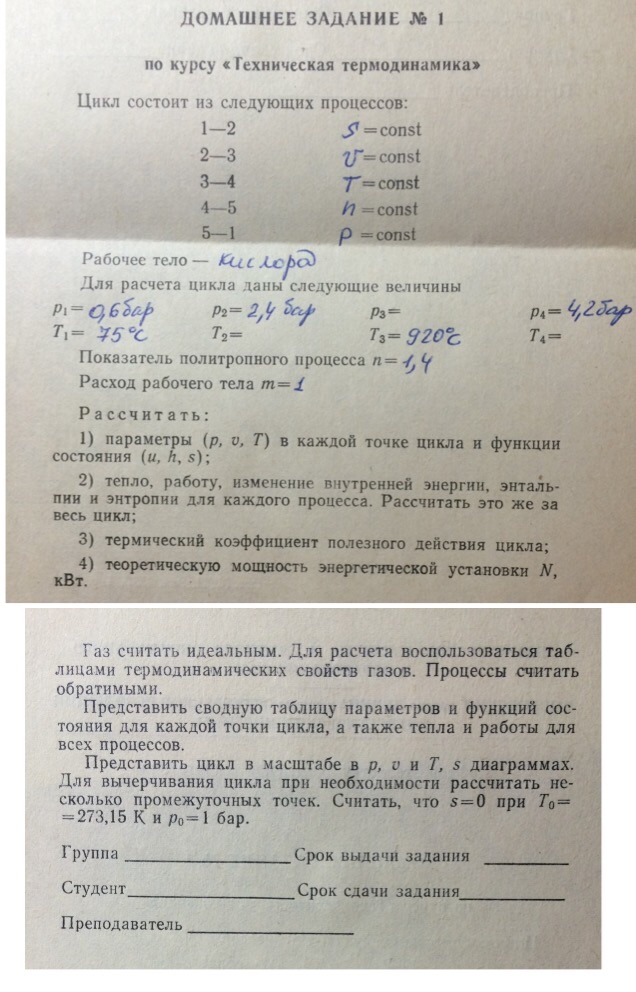 ДОМАШНЕЕ ЗАДАНИЕ № 1
по курсу «Техническая термодинамика»
Цикл состоит из следующих процессов:
1—2 s=const
2—3 v=const
3—4 T=const
4—5 n=const
5—1 p=const
Рабочее тело — кислород
Для расчета цикла даны следующие величины
p₁= 0,6 бар p₂= 2,4 бар p₃= p₄= 4,2 бар
T₁= 75°C T₂= T₃= 920°C T₄=
Показатель политропного процесса n=1,4
Расход рабочего тела m=1
Рассчитать:
1) параметры (p, v, T) в каждой точке цикла и функции
состояния (u, h, s);
2) тепло, работу, изменение внутренней энергии, энталь-
пии и энтропии для каждого процесса. Рассчитать это же за
весь цикл;
3) термический коэффициент полезного действия цикла;
4) теоретическую мощность энергетической установки N,
кВт.
Газ считать идеальным. Для расчета воспользоваться таб-
лицами термодинамических свойств газов. Процессы считать
обратимыми.
Представить сводную таблицу параметров и функций сос-
тояния для каждой точки цикла, а также тепла и работы для
всех процессов.
Представить цикл в масштабе в p, v и T, s диаграммах.
Для вычерчивания цикла при необходимости рассчитать не-
сколько промежуточных точек. Считать, что s=0 при T₀=
=273,15 К и p₀=1 бар.
Группа Срок выдачи задания
Студент Срок сдачи задания
Преподаватель